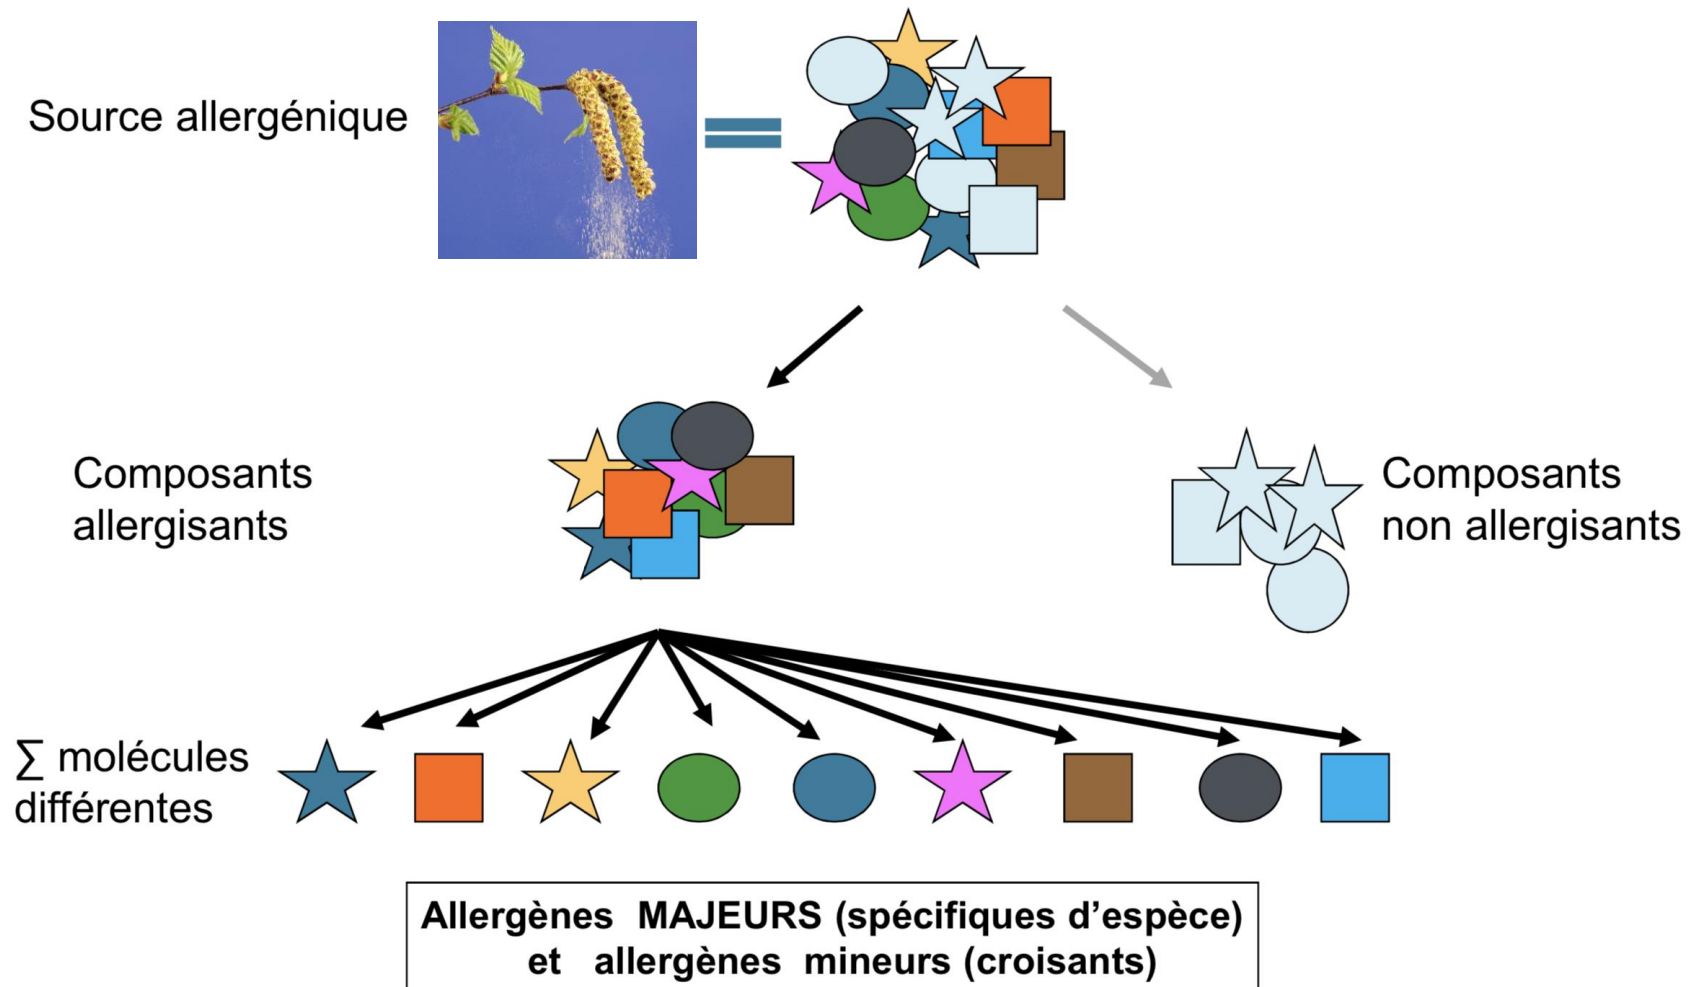 Source allergénique
Composants
allergisants
Composants
non allergisants
∑ molécules
différentes
Allergènes MAJEURS (spécifiques d’espèce)
et allergènes mineurs (croisants)